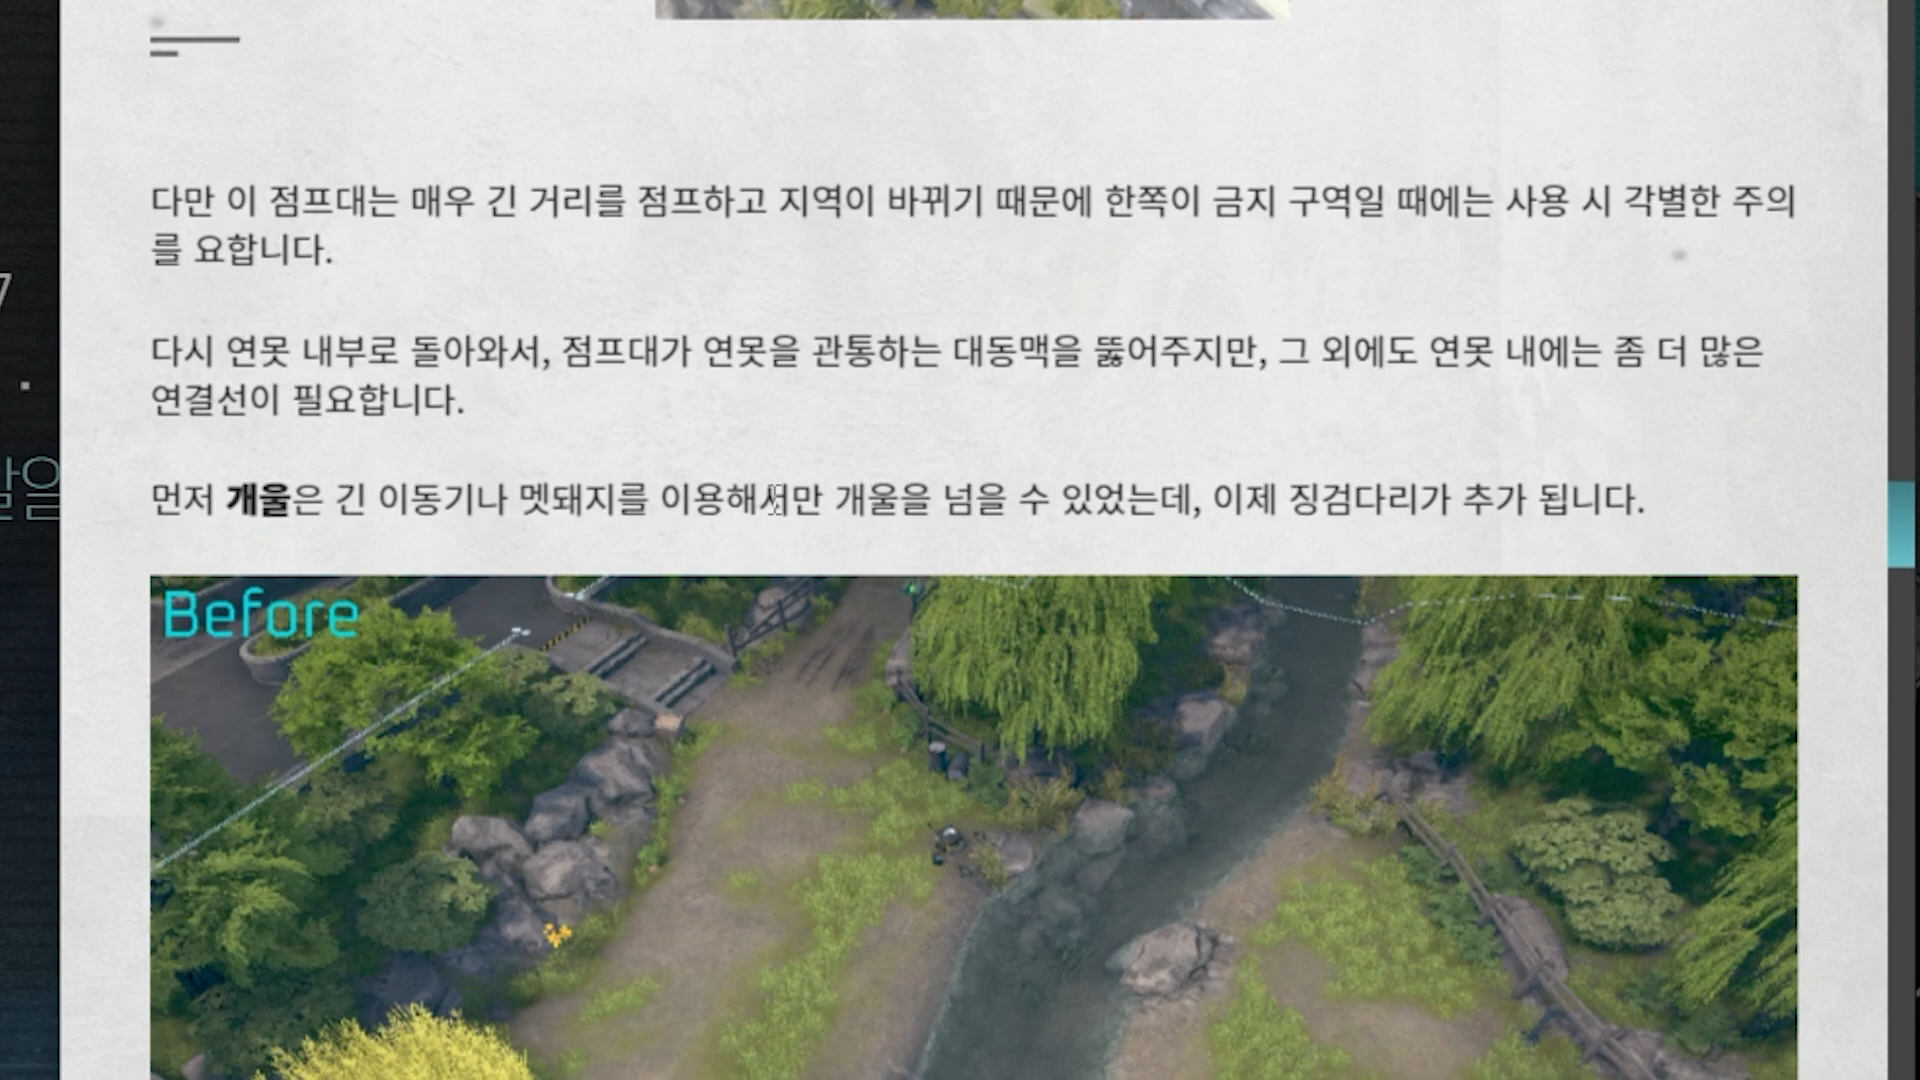 다만 이 점프대는 매우 긴 거리를 점프하고 지역이 바뀌기 때문에 한쪽이 금지 구역일 때에는 사용 시 각별한 주의
를 요합니다.
다시 연못 내부로 돌아와서, 점프대가 연못을 관통하는 대동맥을 뚫어주지만, 그 외에도 연못 내에는 좀 더 많은
연결선이 필요합니다.
먼저 개울은 긴 이동기나 멧돼지를 이용해서만 개울을 넘을 수 있었는데, 이제 징검다리가 추가 됩니다.
Before